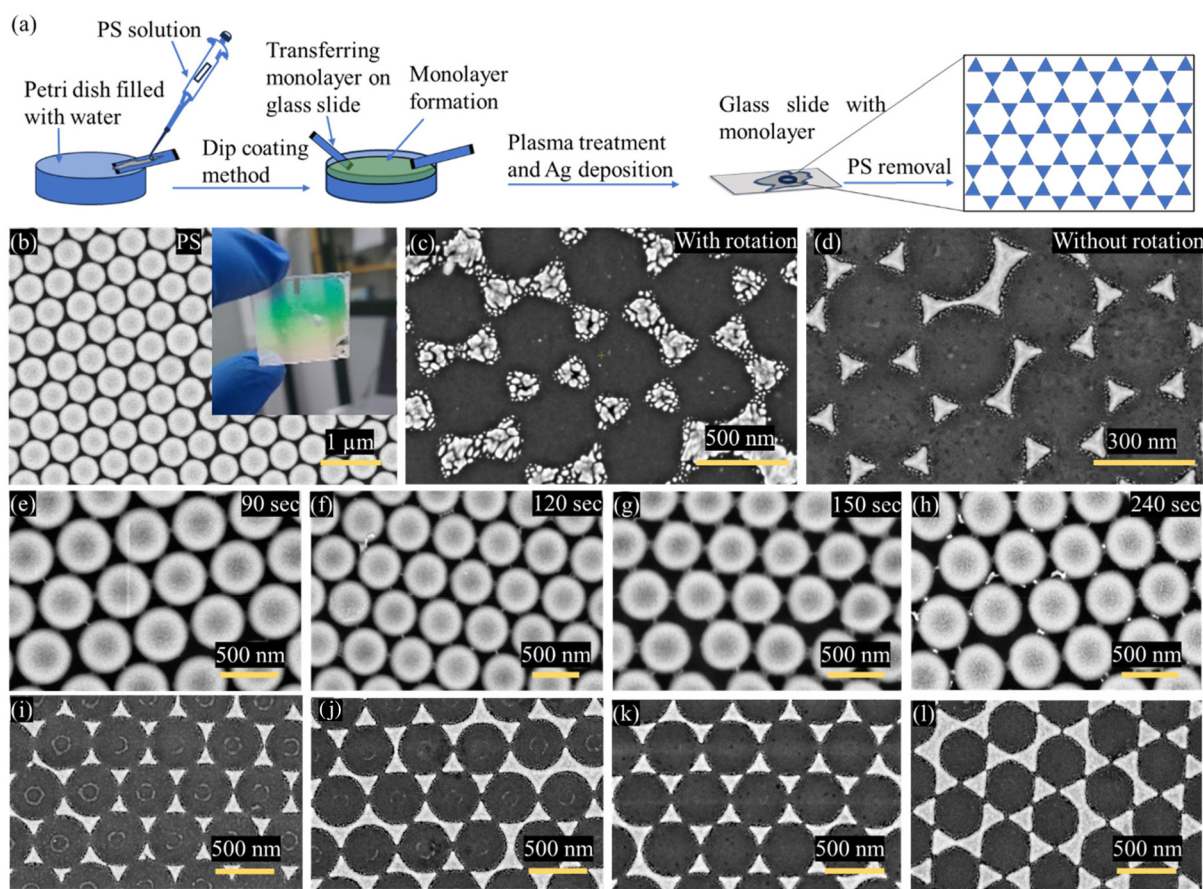 (a)
PS solution
Petri dish filled
with water
Dip coating
method
Transferring
monolayer on
glass slide
Monolayer
formation
Plasma treatment
and Ag deposition
Glass slide with
monolayer
PS removal
(b) PS
1 µm
(c) With rotation
500 nm
(d) Without rotation
300 nm
(e) 90 sec
500 nm
(f) 120 sec
500 nm
(g) 150 sec
500 nm
(h) 240 sec
500 nm
(i)
500 nm
(j)
500 nm
(k)
500 nm
(l)
500 nm